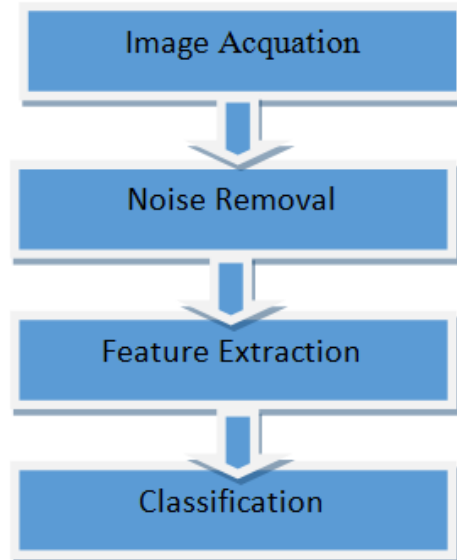 Image Acquation
Noise Removal
Feature Extraction
Classification